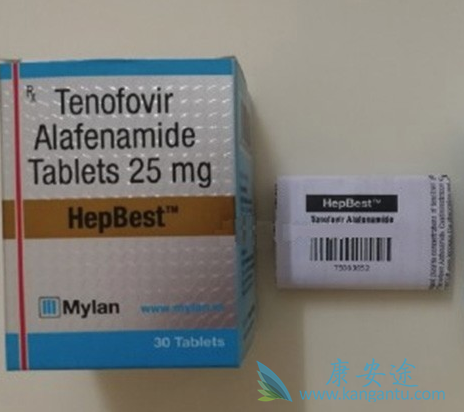 Rx Tenofovir
Alafenamide
Tablets 25 mg
HepBest™
Mylan
www.mylan.in
30 Tablets
HepBest™
Tenofovir Alafenamide
康安途
www.kangantu.com